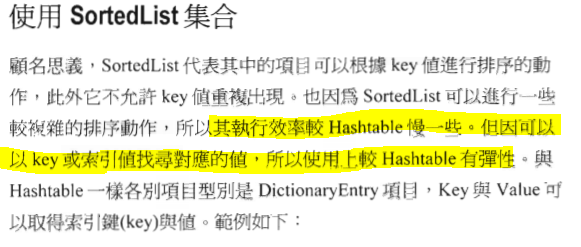 使用 SortedList 集合
顧名思義，SortedList 代表其中的項目可以根據 key 值進行排序的動
作，此外它不允許 key 值重複出現。也因爲 SortedList 可以進行一些
較複雜的排序動作，所以其執行效率較 Hashtable 慢一些。但因可以
以 key 或索引值找尋對應的值，所以使用上較 Hashtable 有彈性。與
Hashtable 一樣各別項目型別是 DictionaryEntry 項目，Key 與 Value 可
以取得索引鍵(key)與值。範例如下：